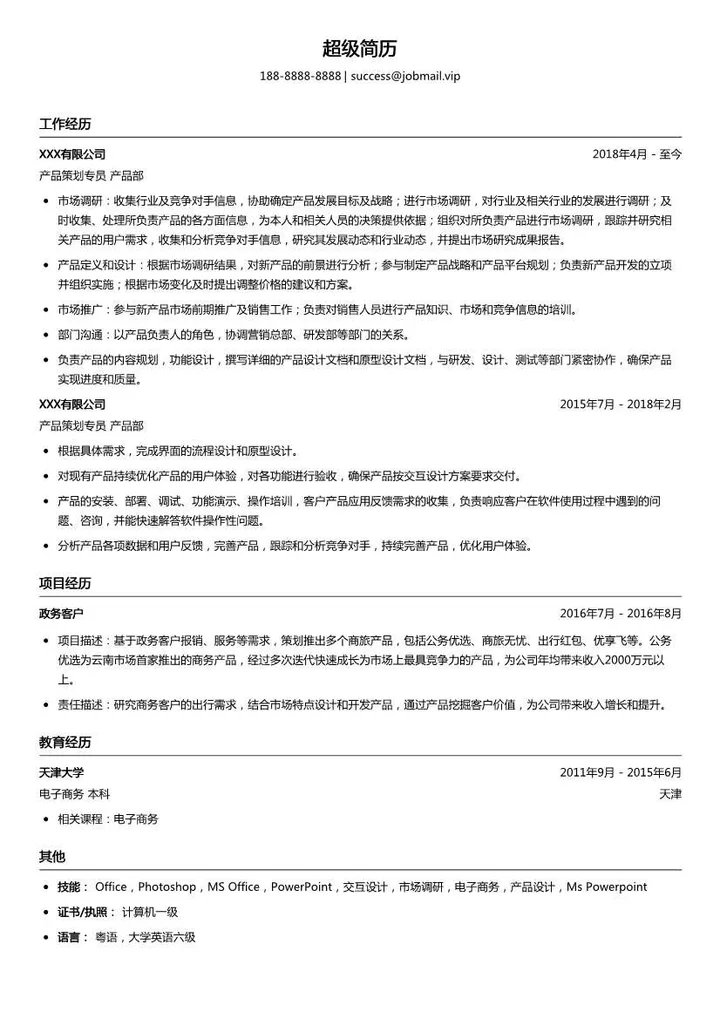 超级简历
188-8888-8888 | success@jobmail.vip
工作经历
XXX有限公司 2018年4月 - 至今
产品策划专员 产品部
• 市场调研：收集行业及竞争对手信息，协助确定产品发展目标及战略；进行市场调研，对行业及相关行业的发展进行调研；及
时收集、处理所负责产品的各方面信息，为本人和相关人员的决策提供依据；组织对所负责产品进行市场调研，跟踪并研究相
关产品的用户需求，收集和分析竞争对手信息，研究其发展动态和行业动态，并提出市场研究成果报告。
• 产品定义和设计：根据市场调研结果，对新产品的前景进行分析；参与制定产品战略和产品平台规划；负责新产品开发的立项
并组织实施；根据市场变化及时提出调整价格的建议和方案。
• 市场推广：参与新产品市场前期推广及销售工作；负责对销售人员进行产品知识、市场和竞争信息的培训。
• 部门沟通：以产品负责人的角色，协调营销总部、研发部等部门的关系。
• 负责产品的内容规划，功能设计，撰写详细的产品设计文档和原型设计文档，与研发、设计、测试等部门紧密协作，确保产品
实现进度和质量。
XXX有限公司 2015年7月 - 2018年2月
产品策划专员 产品部
• 根据具体需求，完成界面的流程设计和原型设计。
• 对现有产品持续优化产品的用户体验，对各功能进行验收，确保产品按交互设计方案要求交付。
• 产品的安装、部署、调试、功能演示、操作培训，客户产品应用反馈需求的收集，负责响应客户在软件使用过程中遇到的问
题、咨询，并能快速解答软件操作性问题。
• 分析产品各项数据和用户反馈，完善产品，跟踪和分析竞争对手，持续完善产品，优化用户体验。
项目经历
政务客户 2016年7月 - 2016年8月
• 项目描述：基于政务客户报销、服务等需求，策划推出多个商旅产品，包括公务优选、商旅无忧、出行红包、优享飞等。公务
优选为云南市场首家推出的商务产品，经过多次迭代快速成长为市场上最具竞争力的产品，为公司年均带来收入2000万元以
上。
• 责任描述：研究商务客户的出行需求，结合市场特点设计和开发产品，通过产品挖掘客户价值，为公司带来收入增长和提升。
教育经历
天津大学 2011年9月 - 2015年6月
电子商务 本科 天津
• 相关课程：电子商务
其他
• 技能： Office，Photoshop，MS Office，PowerPoint，交互设计，市场调研，电子商务，产品设计，Ms Powerpoint
• 证书/执照： 计算机一级
• 语言： 粤语，大学英语六级